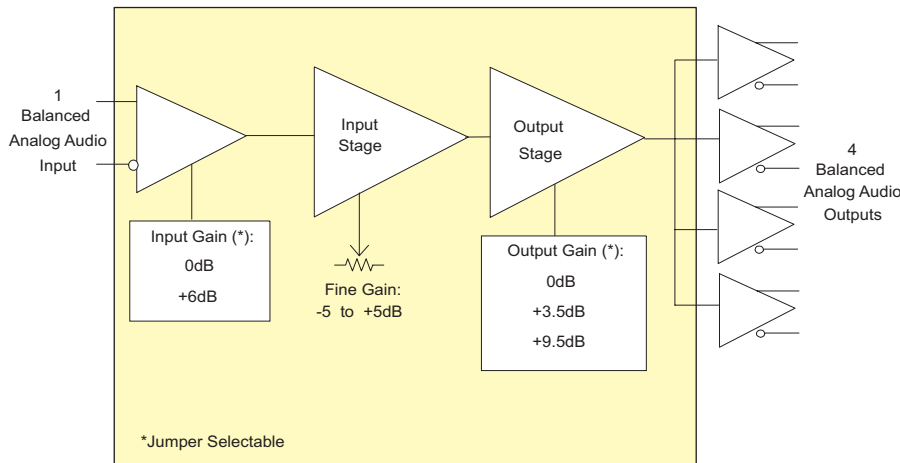 1
Balanced
Analog Audio
Input
Input
Stage
Output
Stage
Input Gain (*):
0dB
+6dB
Fine Gain:
-5 to +5dB
Output Gain (*):
0dB
+3.5dB
+9.5dB
4
Balanced
Analog Audio
Outputs
*Jumper Selectable